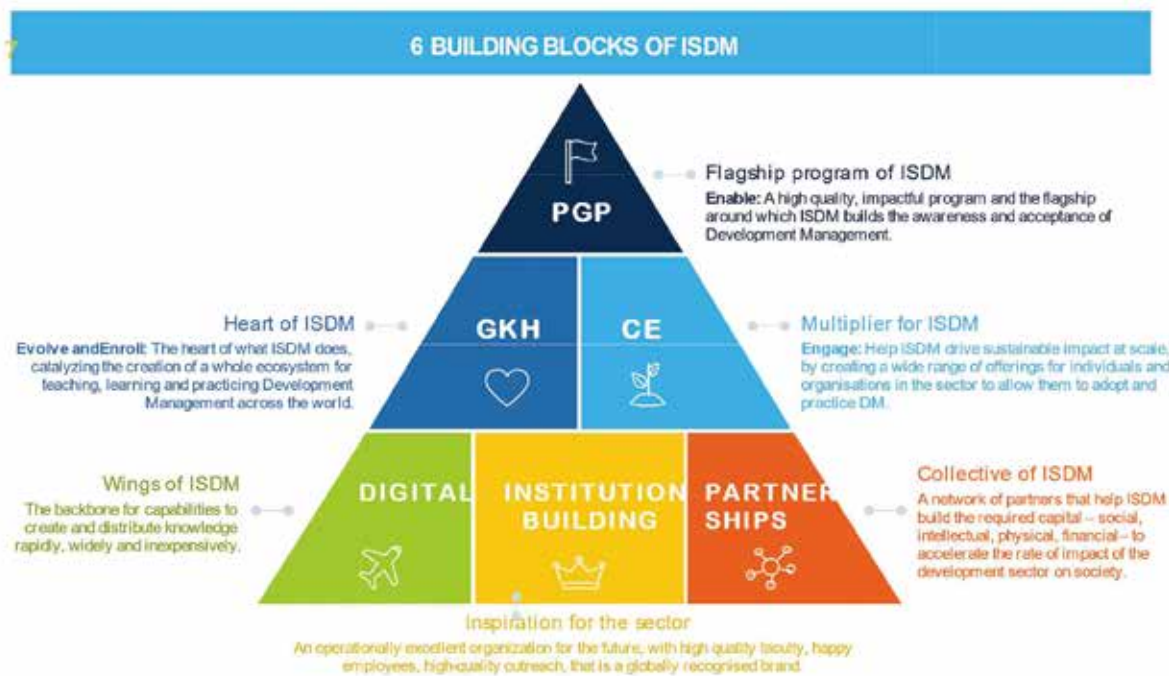 7
6 BUILDING BLOCKS OF ISDM
PGP
Flagship program of ISDM
Enable: A high quality, impactful program and the flagship
around which ISDM builds the awareness and acceptance of
Development Management.
Heart of ISDM
Evolve andEnroll: The heart of what ISDM does,
catalyzing the creation of a whole ecosystem for
teaching, learning and practicing Development
Management across the world.
GKH
CE
Multiplier for ISDM
Engage: Help ISDM drive sustainable impact at scale,
by creating a wide range of offerings for individuals and
organisations in the sector to allow them to adopt and
practice DM.
Wings of ISDM
The backbone for capabilities to
create and distribute knowledge
rapidly, widely and inexpensively.
DIGITAL
INSTITUTION
BUILDING
PARTNER
SHIPS
Collective of ISDM
A network of partners that help ISDM
build the required capital – social,
intellectual, physical, financial – to
accelerate the rate of impact of the
development sector on society.
Inspiration for the sector
An operationally excellent organization for the future, with high quality faculty, happy
employees, high-quality outreach, that is a globally recognised brand